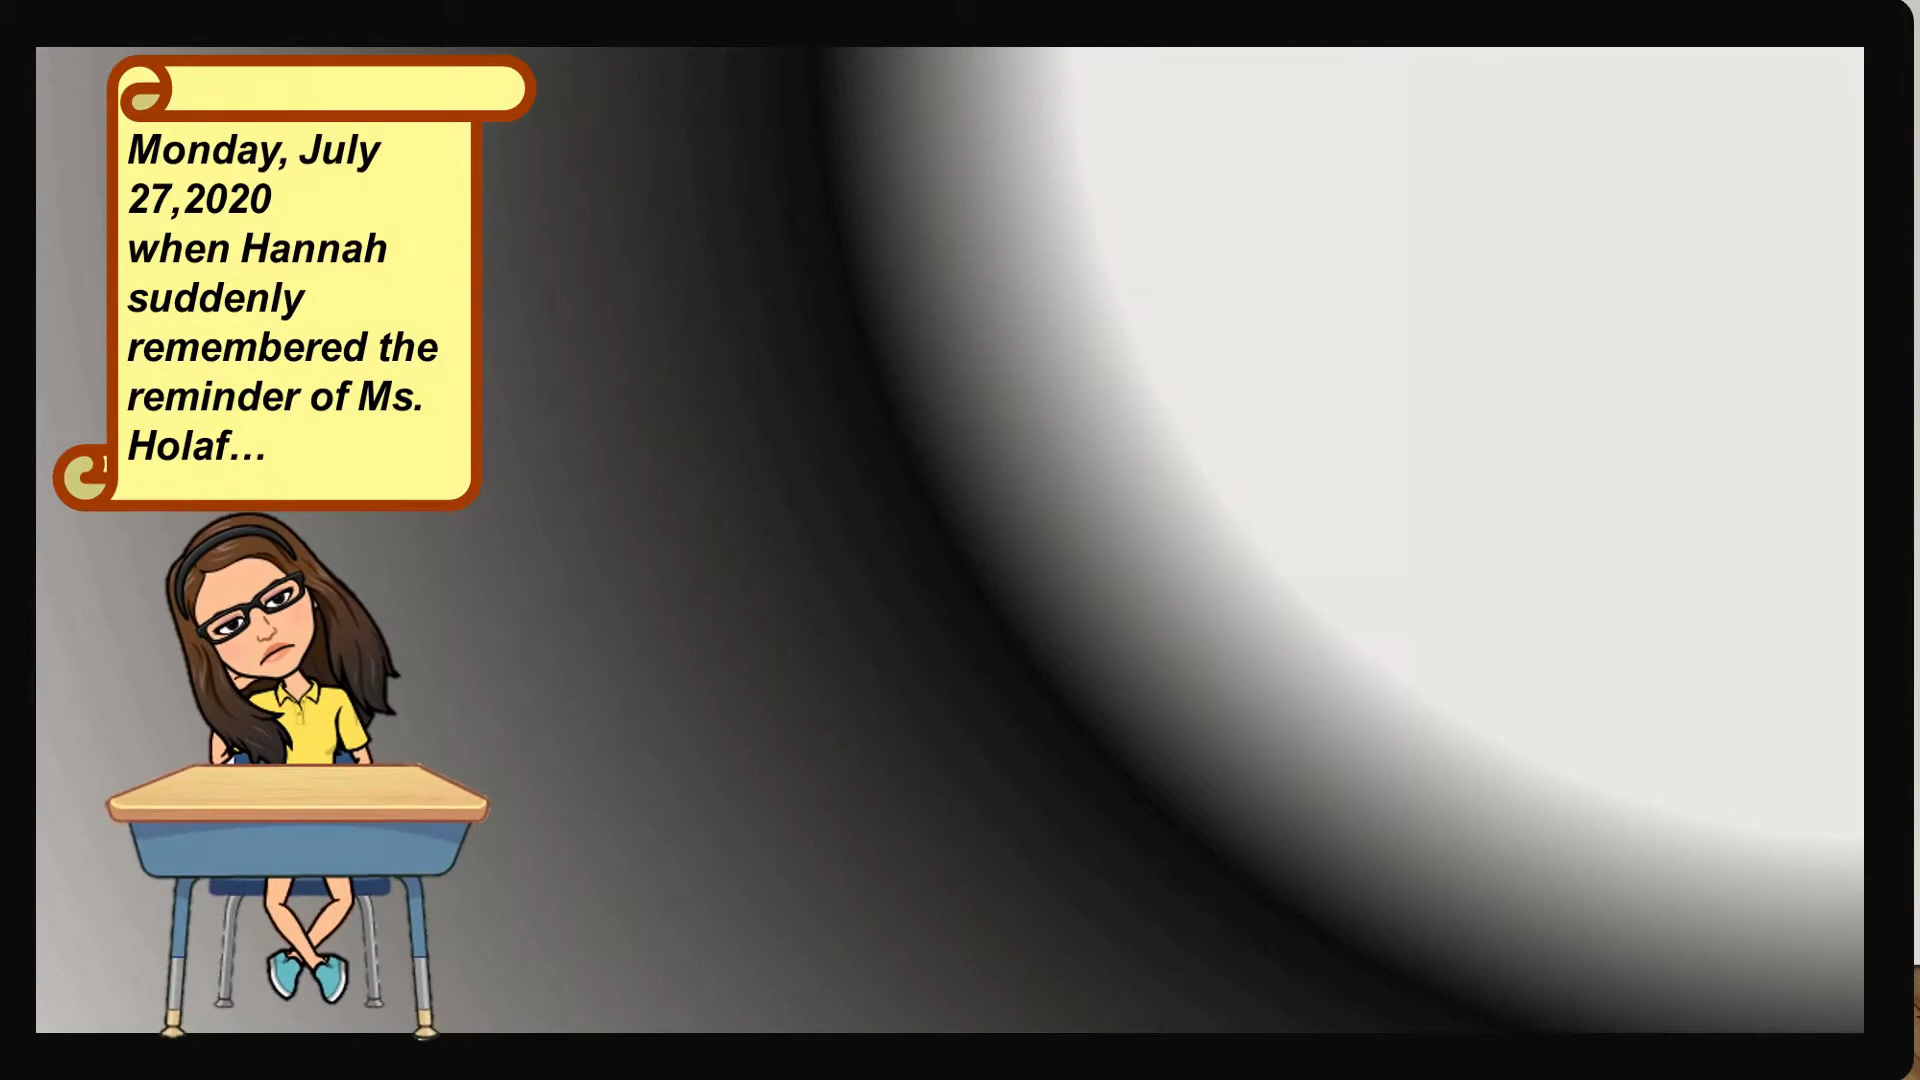 Monday, July
27,2020
when Hannah
suddenly
remembered the
reminder of Ms.
Holaf...